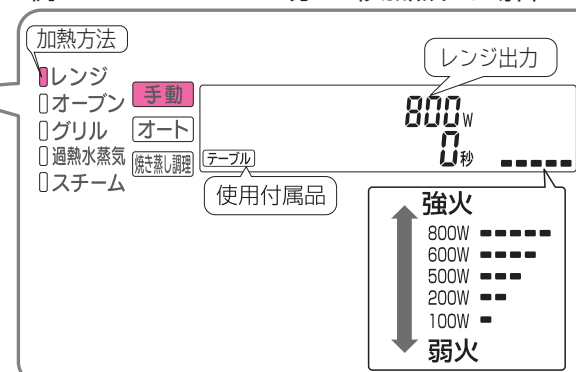 加熱方法
レンジ
オーブン
グリル
過熱水蒸気
スチーム
手動
オート
焼き蒸し調理
レンジ出力
800W
0秒
テーブル
使用付属品
強火
800W
600W
500W
200W
100W
弱火